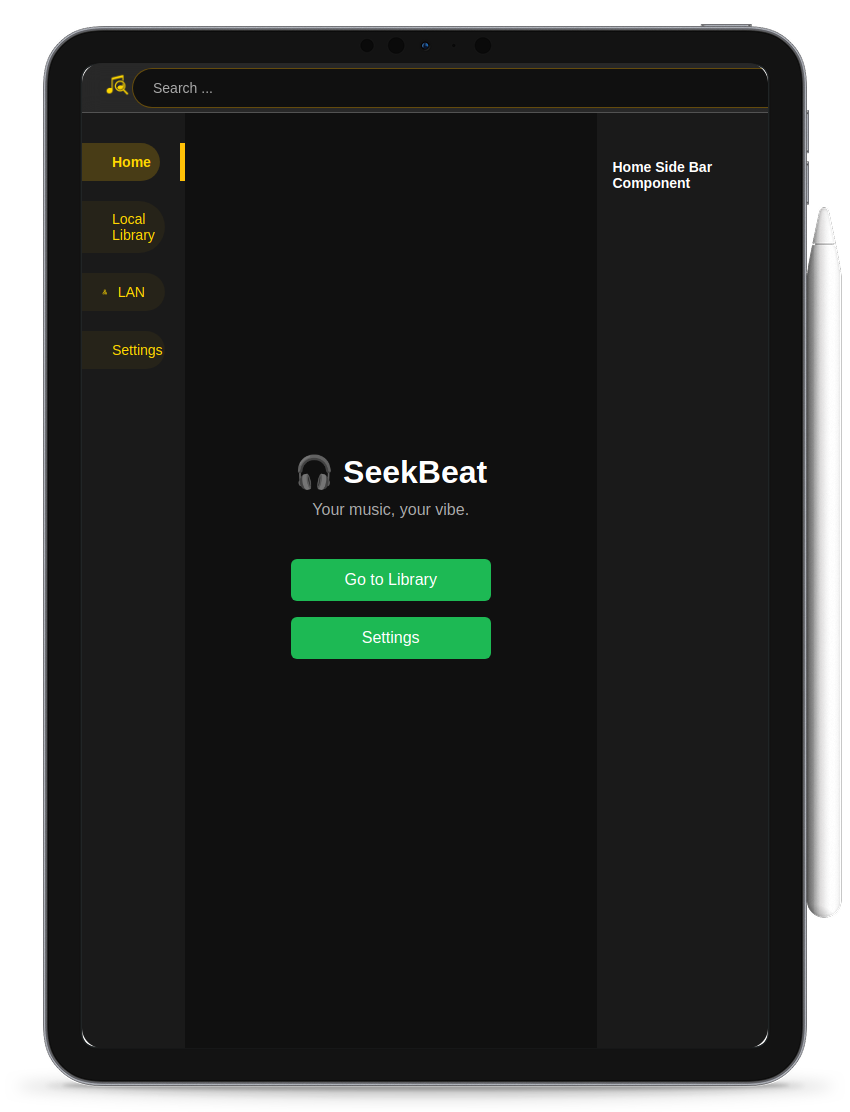 Search ...
Home
Local
Library
LAN
Settings
Home Side Bar
Component
🎧 SeekBeat
Your music, your vibe.
Go to Library
Settings